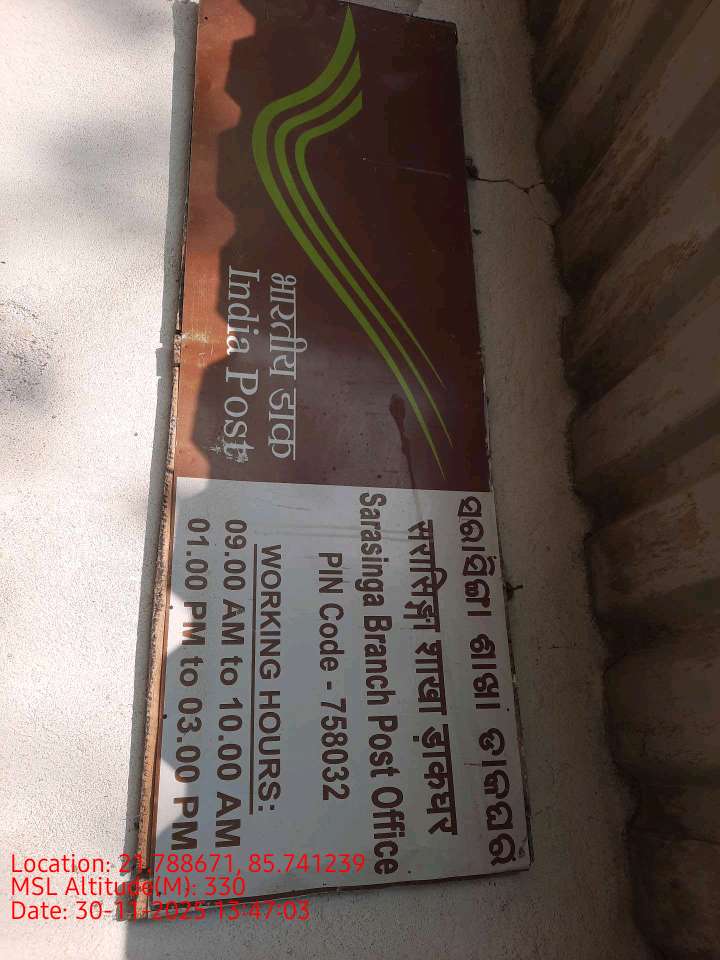 भारतीय डाक
India Post
ସରସିଙ୍ଗା ଶାଖା ଡାକଘର
सरासिङ्गा शाखा ड़ाकघर
Sarasinga Branch Post Office
PIN Code - 758032
WORKING HOURS:
09.00 AM to 10.00 AM
01.00 PM to 03.00 PM
Location: 21.788671, 85.741239
MSL Altitude(M): 330
Date: 30-11-2025 13:47:03